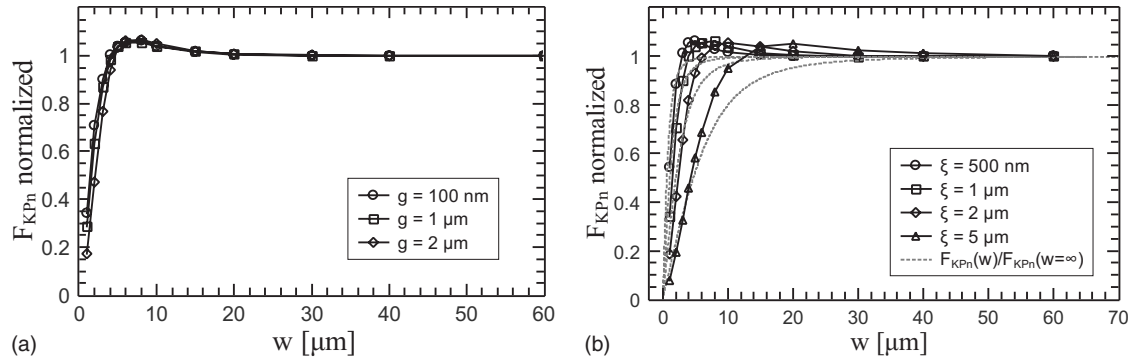 F_KPn normalized
1
0.8
0.6
0.4
0.2
0
0 10 20 30 40 50 60
w [μm]
(a)
g = 100 nm
g = 1 μm
g = 2 μm
F_KPn normalized
1
0.8
0.6
0.4
0.2
0
0 10 20 30 40 50 60 70
w [μm]
(b)
ξ = 500 nm
ξ = 1 μm
ξ = 2 μm
ξ = 5 μm
F_KPn(w)/F_KPn(w=∞)